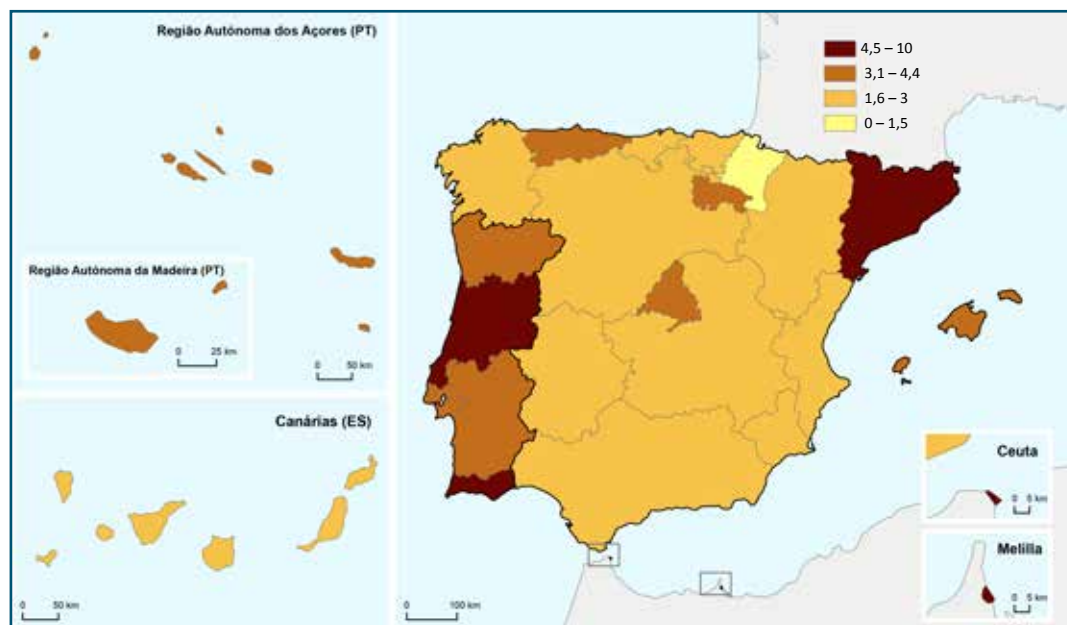 Região Autónoma dos Açores (PT)
Região Autónoma da Madeira (PT)
0 25 km
0 50 km
Canárias (ES)
0 50 km
4,5 – 10
3,1 – 4,4
1,6 – 3
0 – 1,5
0 100 km
Ceuta
0 5 km
Melilla
0 5 km